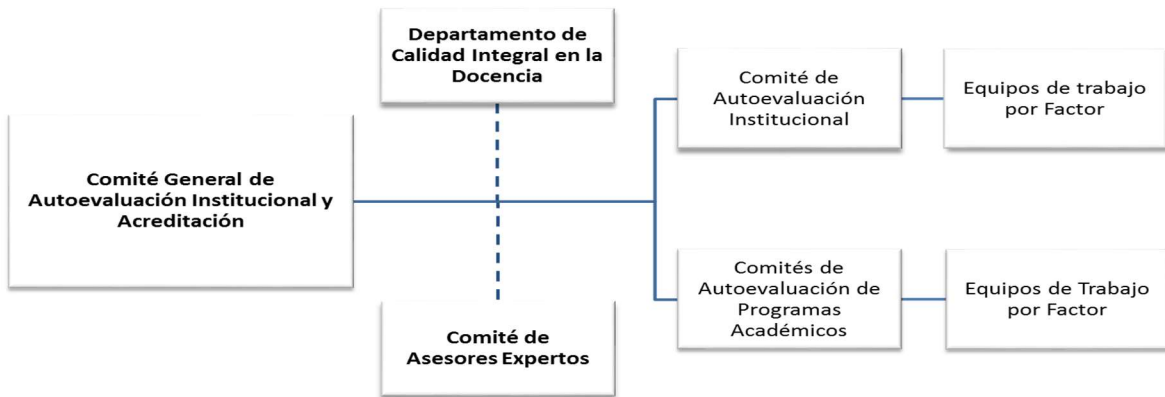 Departamento de
Calidad Integral en la
Docencia
Comité de
Autoevaluación
Institucional
Equipos de trabajo
por Factor
Comité General de
Autoevaluación Institucional y
Acreditación
Comités de
Autoevaluación de
Programas
Académicos
Equipos de Trabajo
por Factor
Comité de
Asesores Expertos